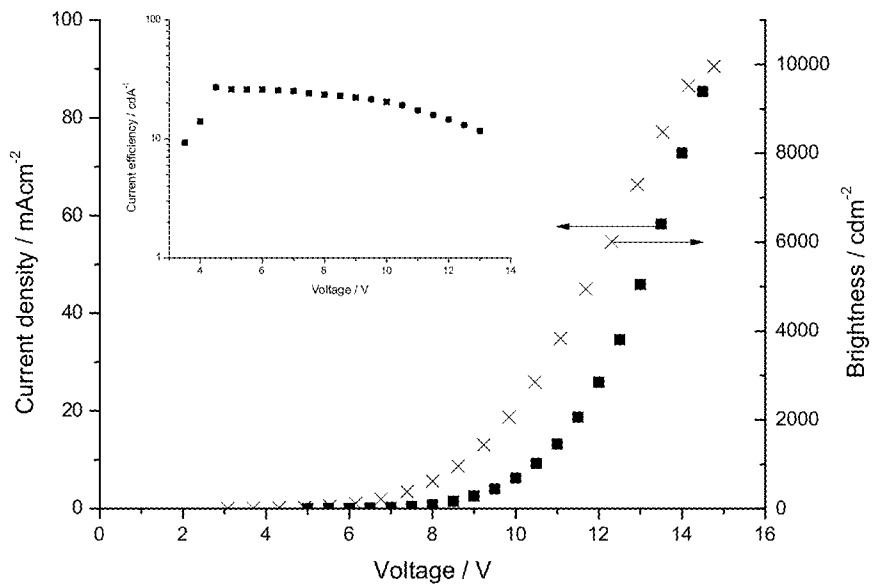 100
80
60
40
20
0
Current density / mAcm-2
0 2 4 6 8 10 12 14 16
Voltage / V
10000
8000
6000
4000
2000
0
Brightness / cdm-2
100
10
1
Current efficiency / cdA-1
4 6 8 10 12 14
Voltage / V